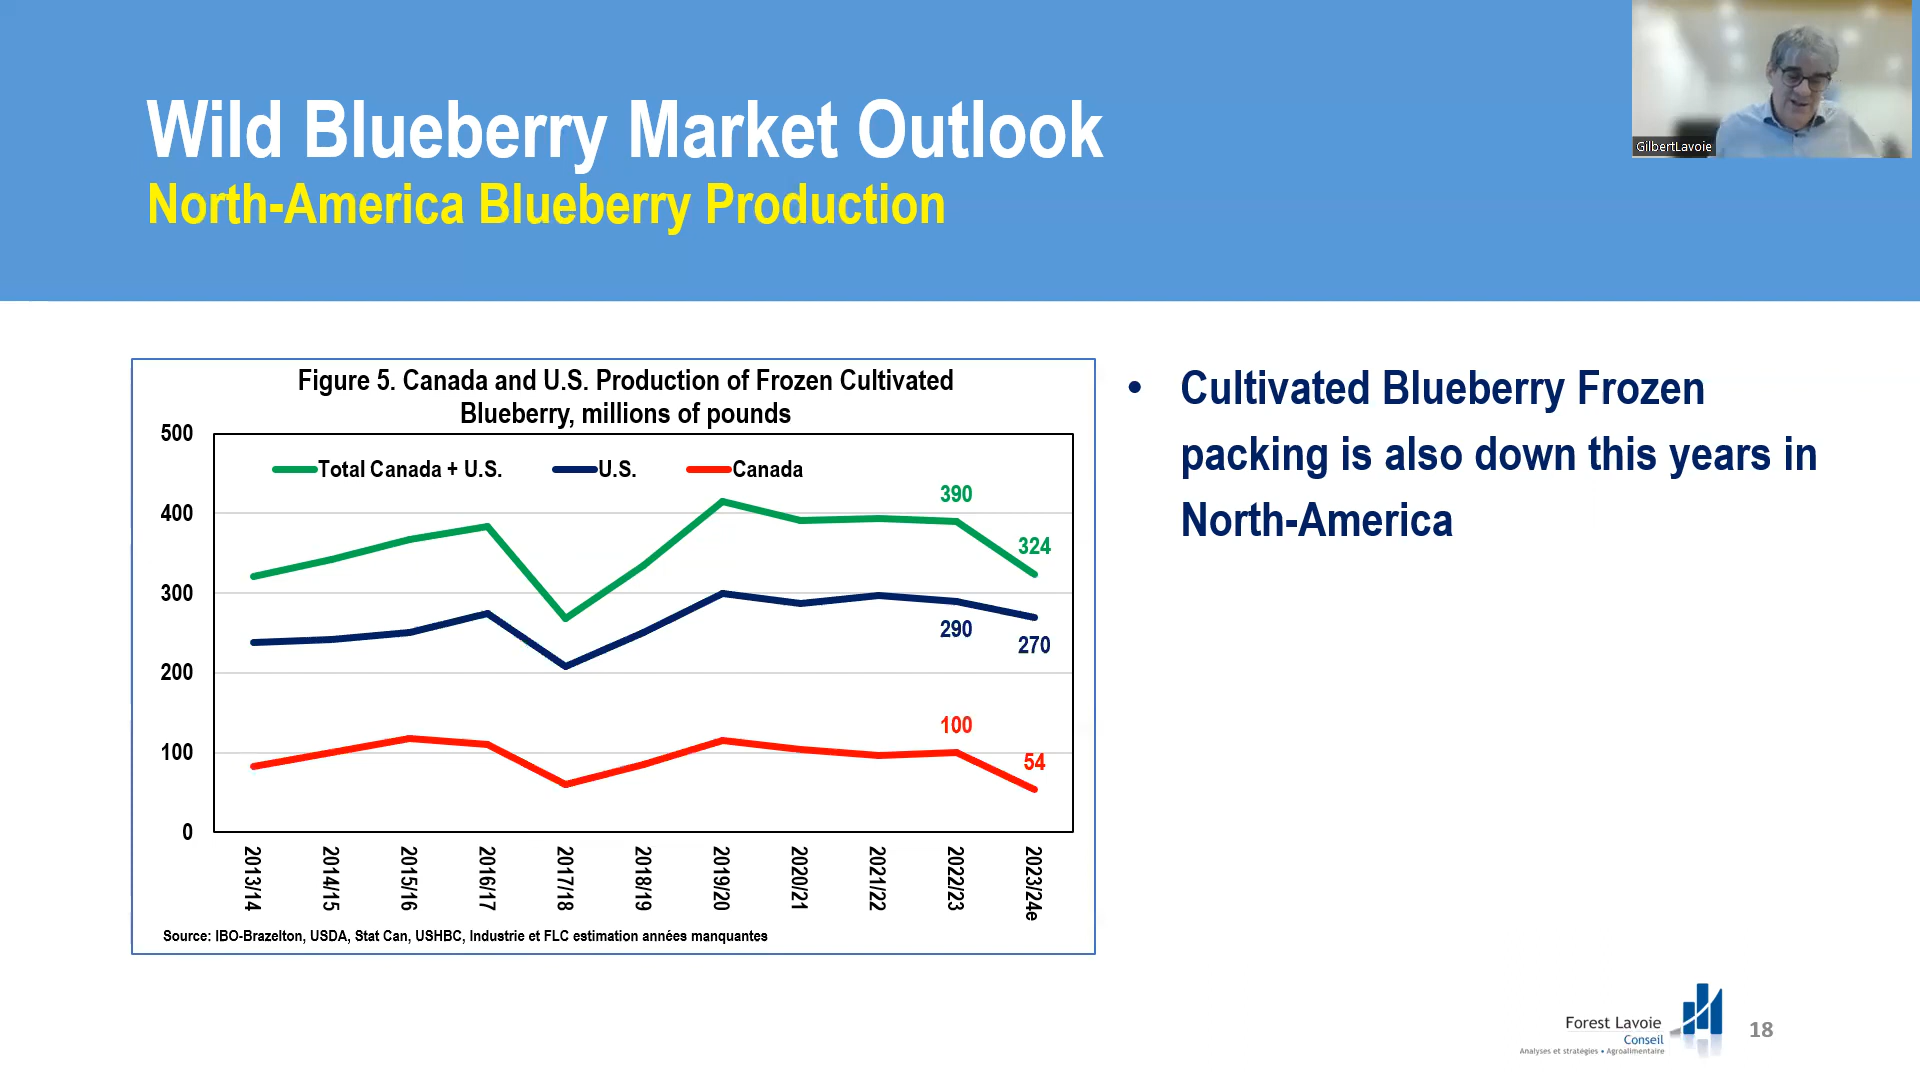 Wild Blueberry Market Outlook
North-America Blueberry Production
GilbertLavoie
Figure 5. Canada and U.S. Production of Frozen Cultivated
Blueberry, millions of pounds
Total Canada + U.S. U.S. Canada
500
400
300
200
100
0
390
324
290
270
100
54
2013/14 2014/15 2015/16 2016/17 2017/18 2018/19 2019/20 2020/21 2021/22 2022/23 2023/24e
Source: IBO-Brazelton, USDA, Stat Can, USHBC, Industrie et FLC estimation années manquantes
• Cultivated Blueberry Frozen
packing is also down this years in
North-America
Forest Lavoie
Conseil
Analyses et stratégies • Agroalimentaire
18